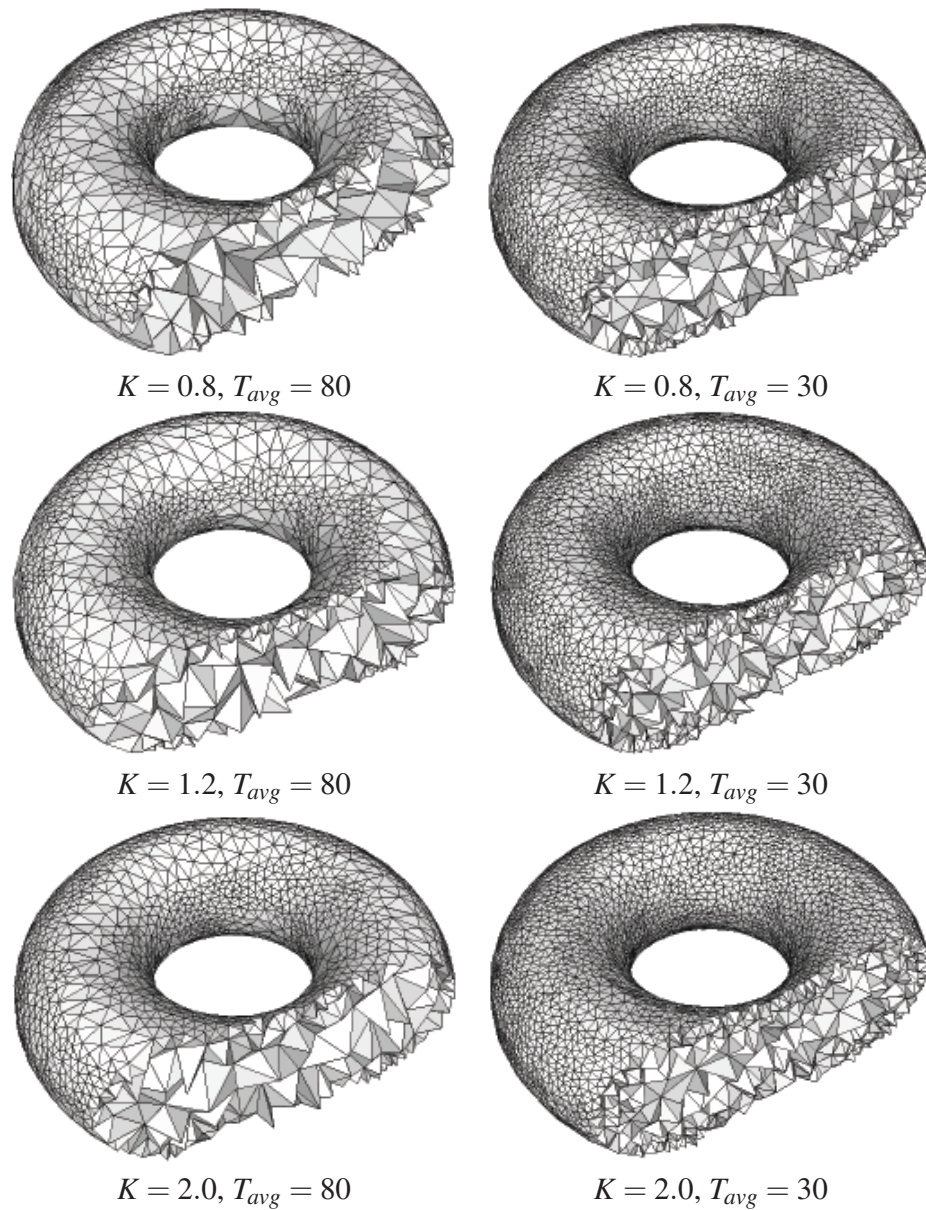 K = 0.8, T_avg = 80
K = 0.8, T_avg = 30
K = 1.2, T_avg = 80
K = 1.2, T_avg = 30
K = 2.0, T_avg = 80
K = 2.0, T_avg = 30